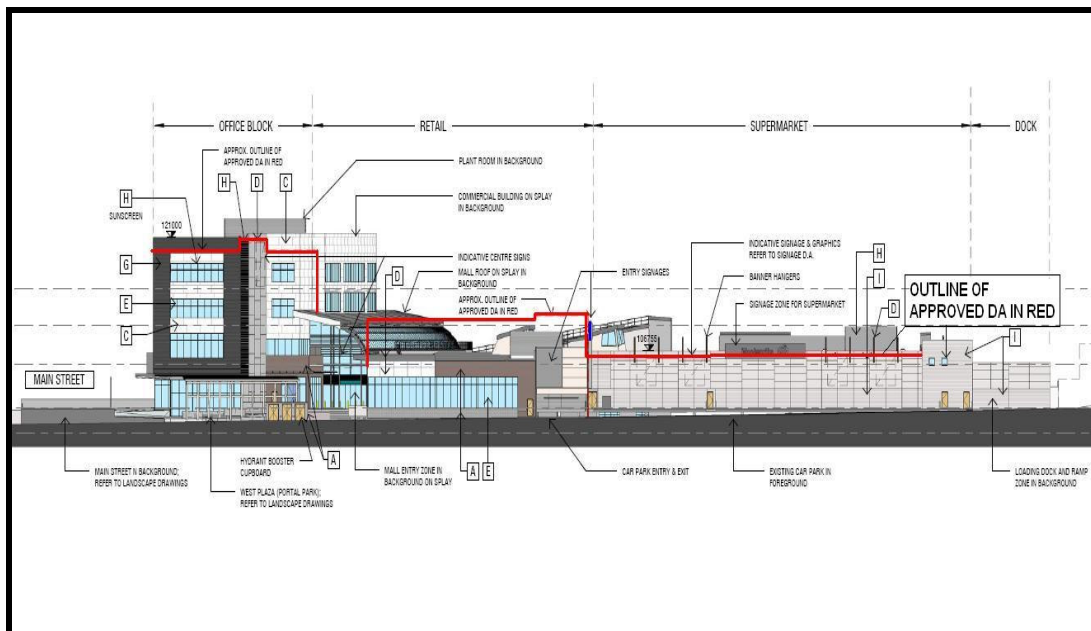 OFFICE BLOCK
RETAIL
SUPERMARKET
DOCK
APPROX. OUTLINE OF
APPROVED DA IN RED
H
D
C
PLANT ROOM IN BACKGROUND
H
SUNSCREEN
COMMERCIAL BUILDING ON SPLAY
IN BACKGROUND
121000
G
E
C
INDICATIVE CENTRE SIGNS
D
MALL ROOF ON SPLAY IN
BACKGROUND
APPROX. OUTLINE OF
APPROVED DA IN RED
ENTRY SIGNAGES
INDICATIVE SIGNAGE & GRAPHICS
REFER TO SIGNAGE D.A.
BANNER HANGERS
SIGNAGE ZONE FOR SUPERMARKET
H
I
D
OUTLINE OF
APPROVED DA IN RED
I
106755
MAIN STREET
MAIN STREET N BACKGROUND;
REFER TO LANDSCAPE DRAWINGS
HYDRANT BOOSTER
CUPBOARD
A
WEST PLAZA (PORTAL PARK);
REFER TO LANDSCAPE DRAWINGS
MALL ENTRY ZONE IN
BACKGROUND ON SPLAY
A
E
CAR PARK ENTRY & EXIT
EXISTING CAR PARK IN
FOREGROUND
LOADING DOCK AND RAMP
ZONE IN BACKGROUND